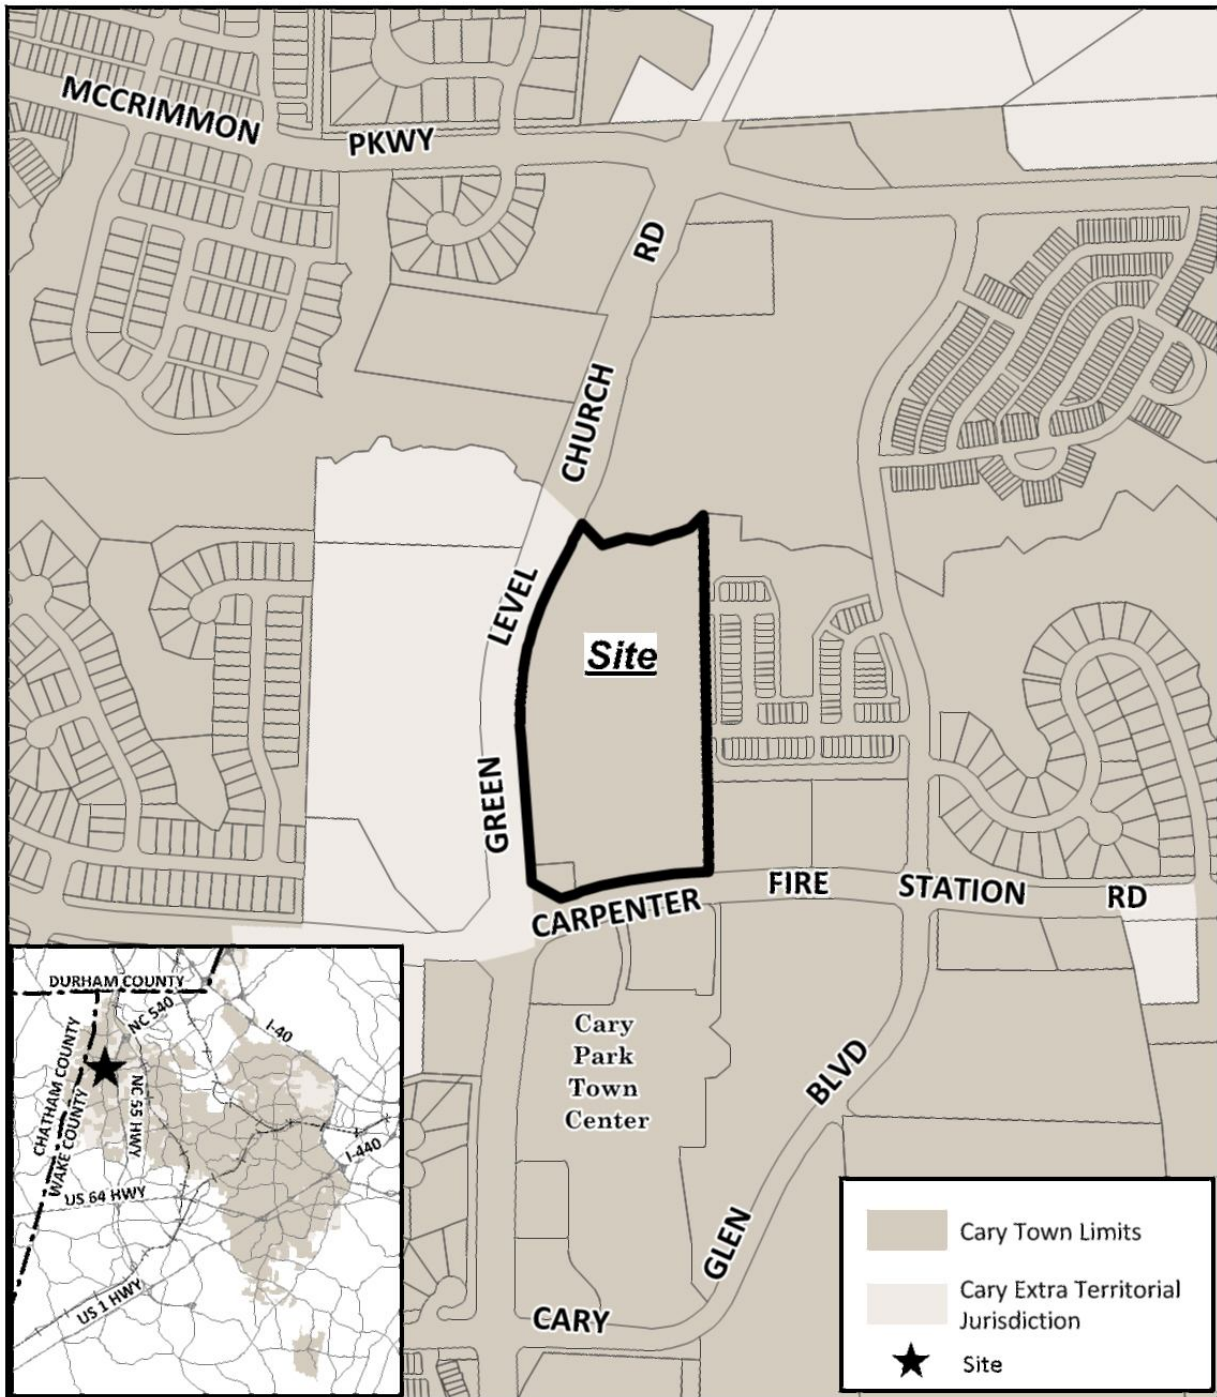 MCCRIMMON PKWY
GREEN LEVEL CHURCH RD
Site
CARPENTER FIRE STATION RD
Cary
Park
Town
Center
CARY GLEN BLVD
DURHAM COUNTY
NC 540
I-40
CHATHAM COUNTY
WAKE COUNTY
NC 55 HWY
I-440
US 64 HWY
US 1 HWY
Cary Town Limits
Cary Extra Territorial
Jurisdiction
Site